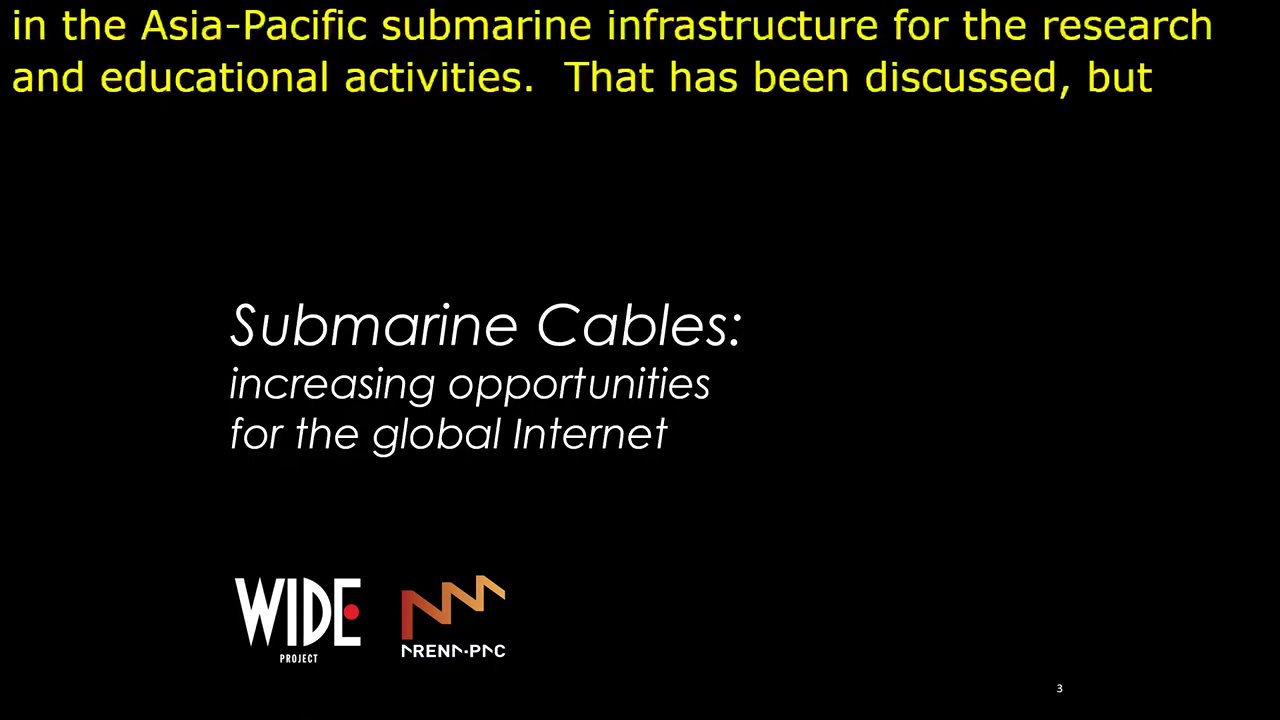 in the Asia-Pacific submarine infrastructure for the research
and educational activities.  That has been discussed, but
Submarine Cables:
increasing opportunities
for the global Internet
WIDE
PROJECT
ARENA-PAC
3